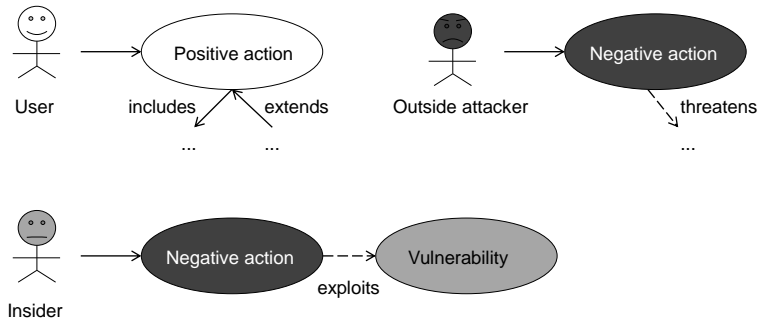 Positive action
Negative action
User
includes
extends
Outside attacker
threatens
...
...
...
Negative action
Vulnerability
exploits
Insider